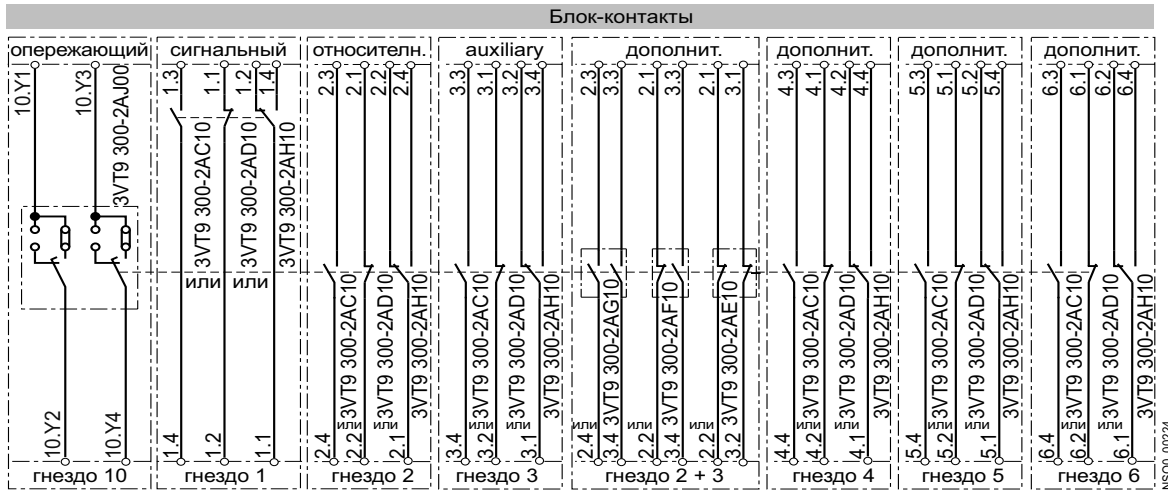 Блок-контакты
опережающий
10.Y1
10.Y3
3VT9 300-2AJ00
10.Y2
10.Y4
гнездо 10
сигнальный
1.3
1.1
1.2
1.4
3VT9 300-2AC10
или
3VT9 300-2AD10
или
3VT9 300-2AH10
1.4
1.2
1.1
гнездо 1
относителн.
2.3
2.1
2.2
2.4
3VT9 300-2AC10
или
3VT9 300-2AD10
или
3VT9 300-2AH10
2.4
2.2
2.1
гнездо 2
auxiliary
3.3
3.1
3.2
3.4
3VT9 300-2AC10
или
3VT9 300-2AD10
или
3VT9 300-2AH10
3.4
3.2
3.1
гнездо 3
дополнит.
2.3
3.3
2.1
3.3
2.1
3.1
или
3VT9 300-2AG10
или
3VT9 300-2AF10
или
3VT9 300-2AE10
2.4
3.4
2.2
3.4
2.2
3.2
гнездо 2 + 3
дополнит.
4.3
4.1
4.2
4.4
3VT9 300-2AC10
или
3VT9 300-2AD10
или
3VT9 300-2AH10
4.4
4.2
4.1
гнездо 4
дополнит.
5.3
5.1
5.2
5.4
3VT9 300-2AC10
или
3VT9 300-2AD10
или
3VT9 300-2AH10
5.4
5.2
5.1
гнездо 5
дополнит.
6.3
6.1
6.2
6.4
3VT9 300-2AC10
или
3VT9 300-2AD10
или
3VT9 300-2AH10
6.4
6.2
6.1
гнездо 6
NSO0_00224